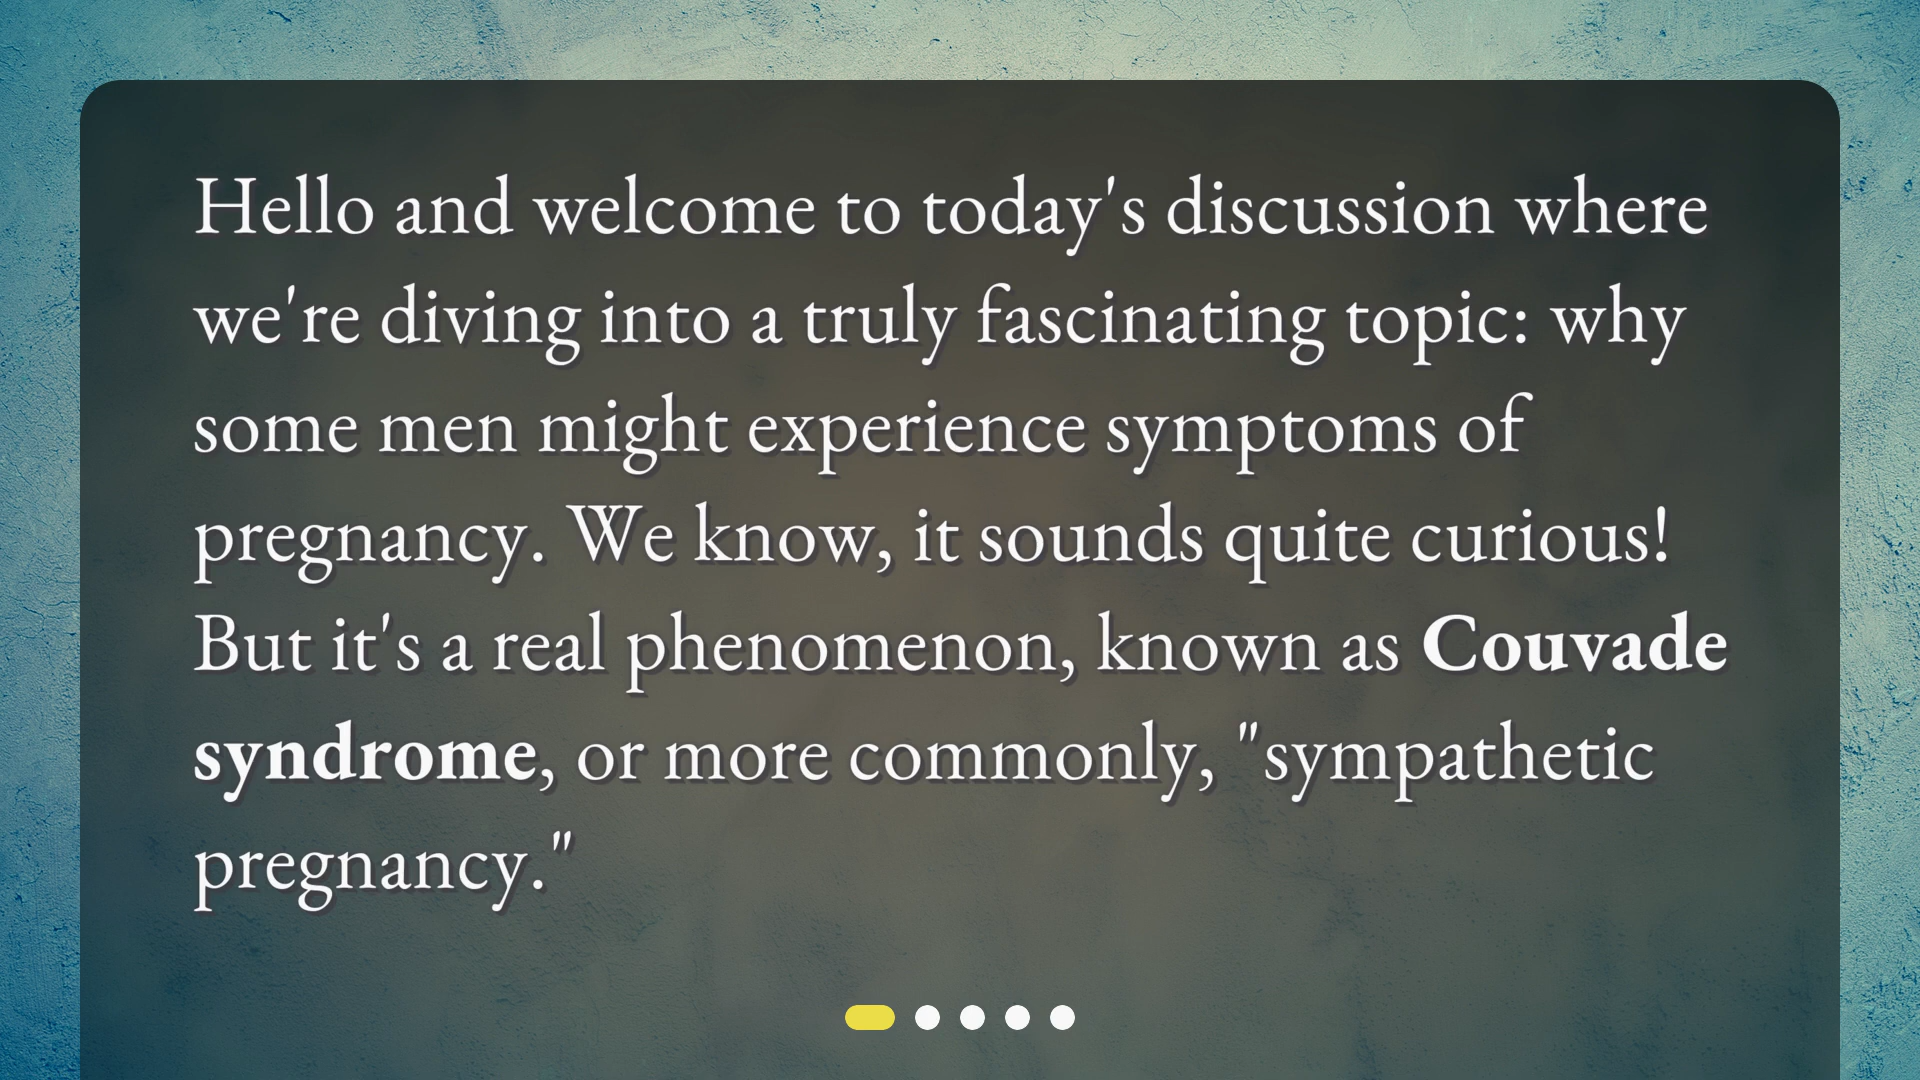 Hello and welcome to today's discussion where
we're diving into a truly fascinating topic: why
some men might experience symptoms of
pregnancy. We know, it sounds quite curious!
But it's a real phenomenon, known as Couvade
syndrome, or more commonly, "sympathetic
pregnancy."